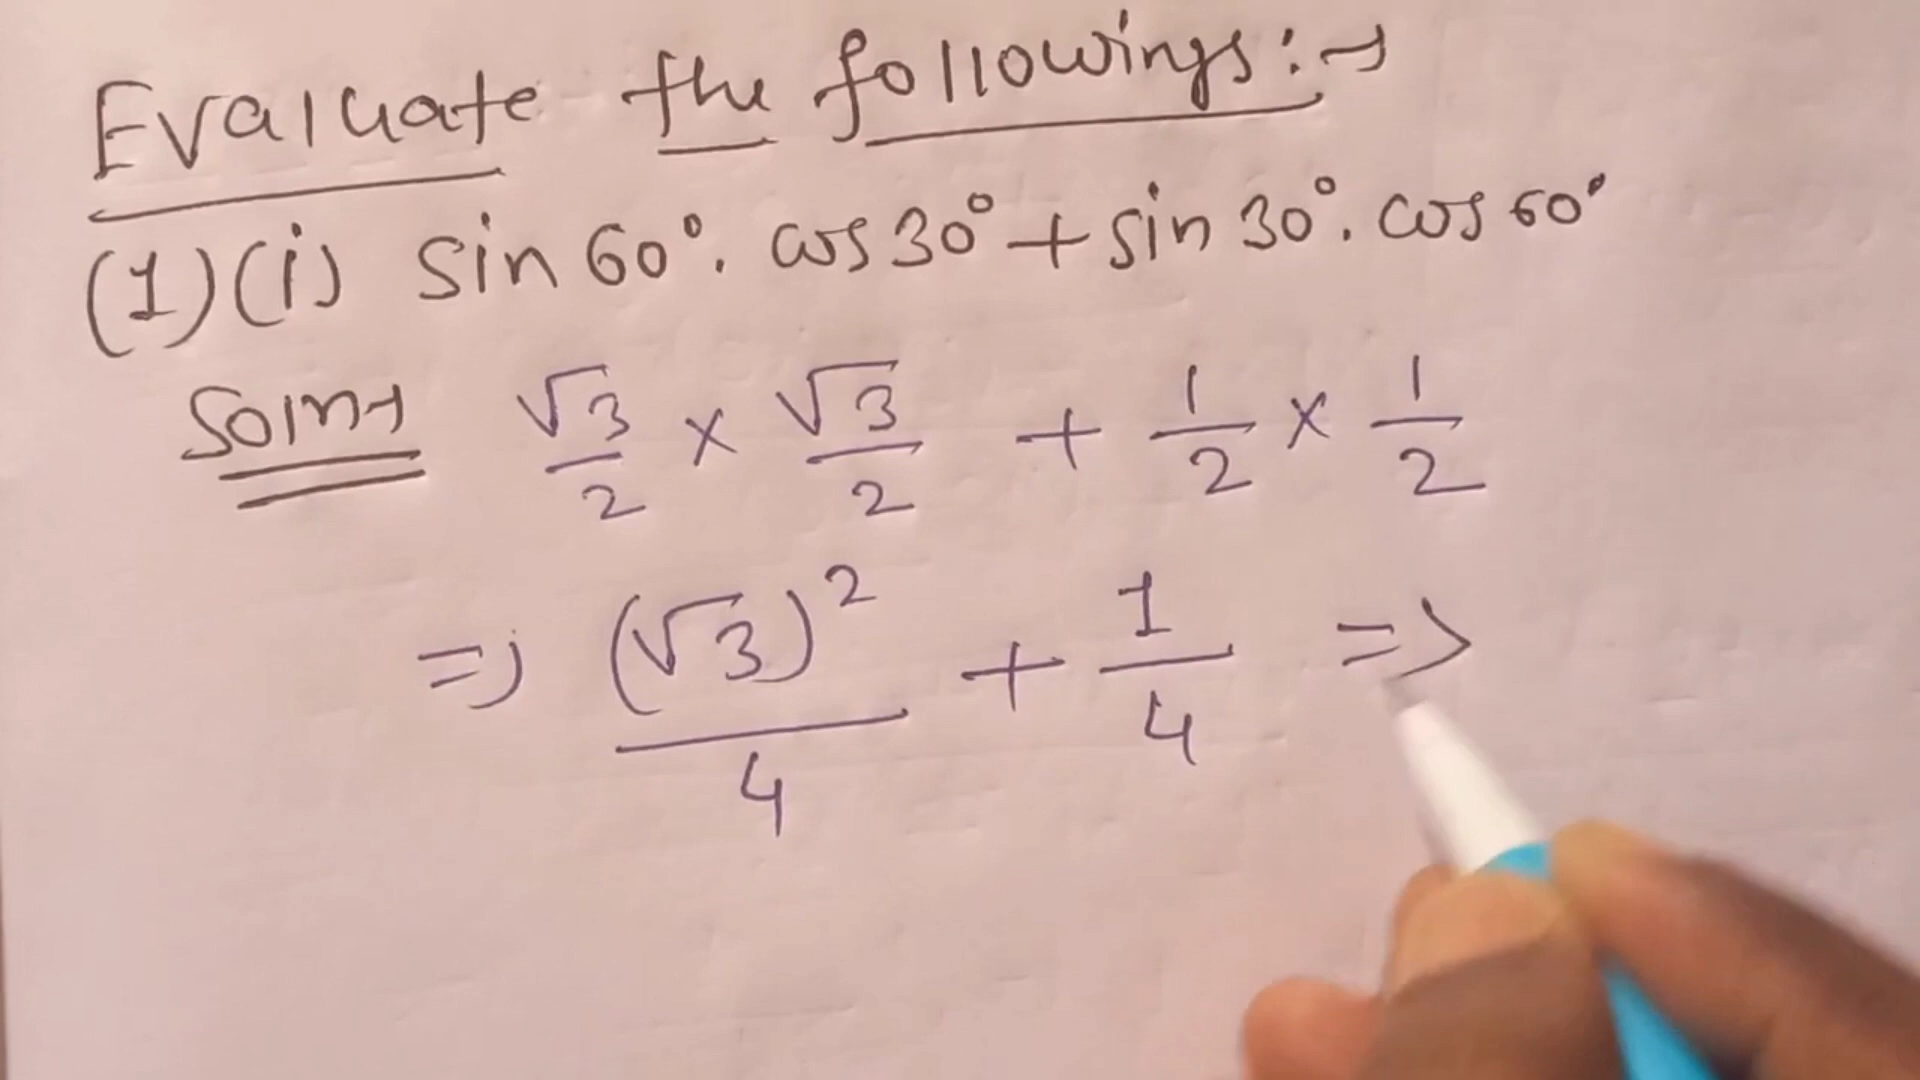 Evaluate the followings:→
(1)(i) sin 60°. cos 30° + sin 30°. cos 60°
Soln→ √3/2 × √3/2 + 1/2 × 1/2
=> (√3)²/4 + 1/4 =>